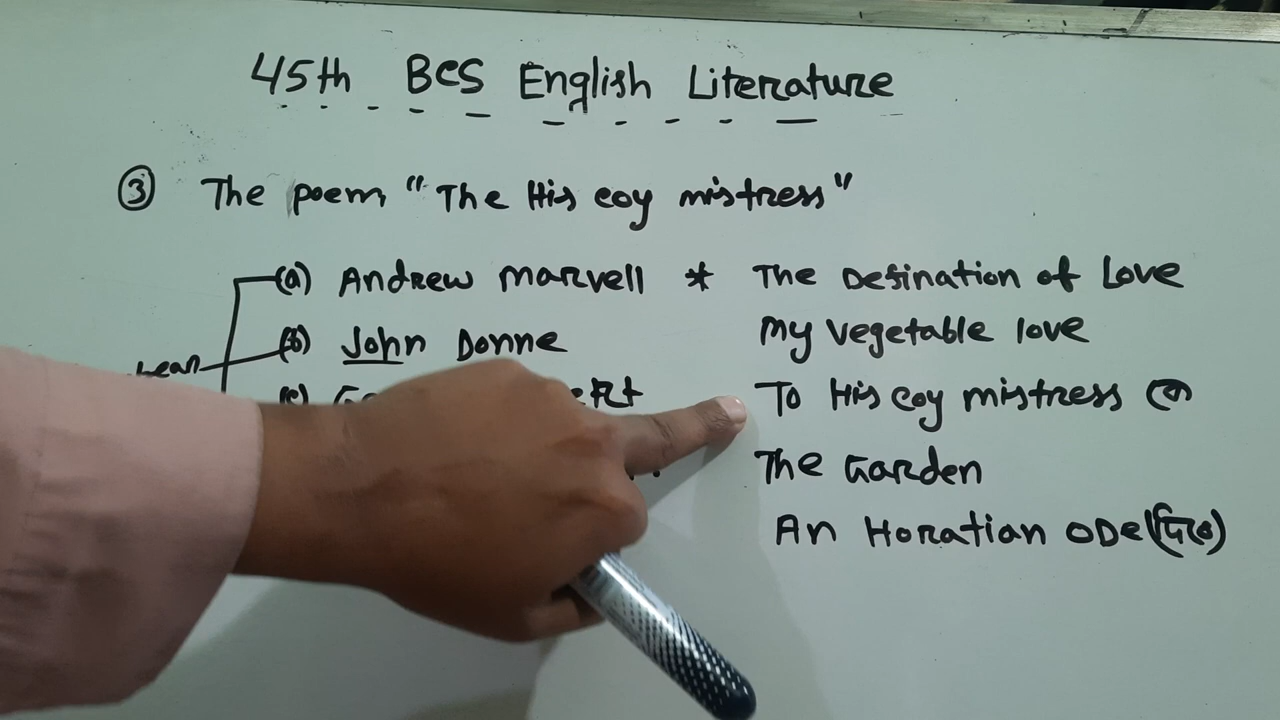 45th BCS English Literature
③ The poem "The His coy mistress"
(a) Andrew Marvell * The Defination of Love
(b) John Donne My vegetable love
(c)
To His coy mistress
The Garden
An Horatian ODE